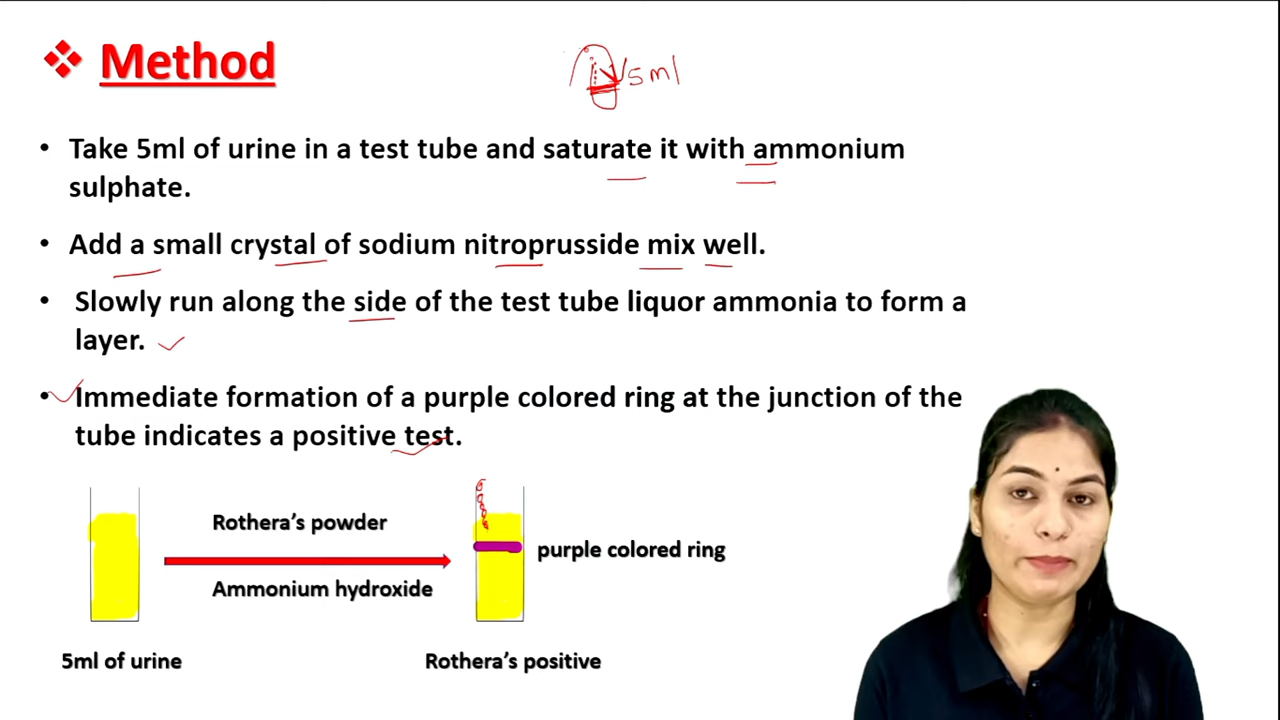 Method
5ml
Take 5ml of urine in a test tube and saturate it with ammonium
sulphate.
Add a small crystal of sodium nitroprusside mix well.
Slowly run along the side of the test tube liquor ammonia to form a
layer.
Immediate formation of a purple colored ring at the junction of the
tube indicates a positive test.
Rothera's powder
Ammonium hydroxide
purple colored ring
5ml of urine
Rothera's positive